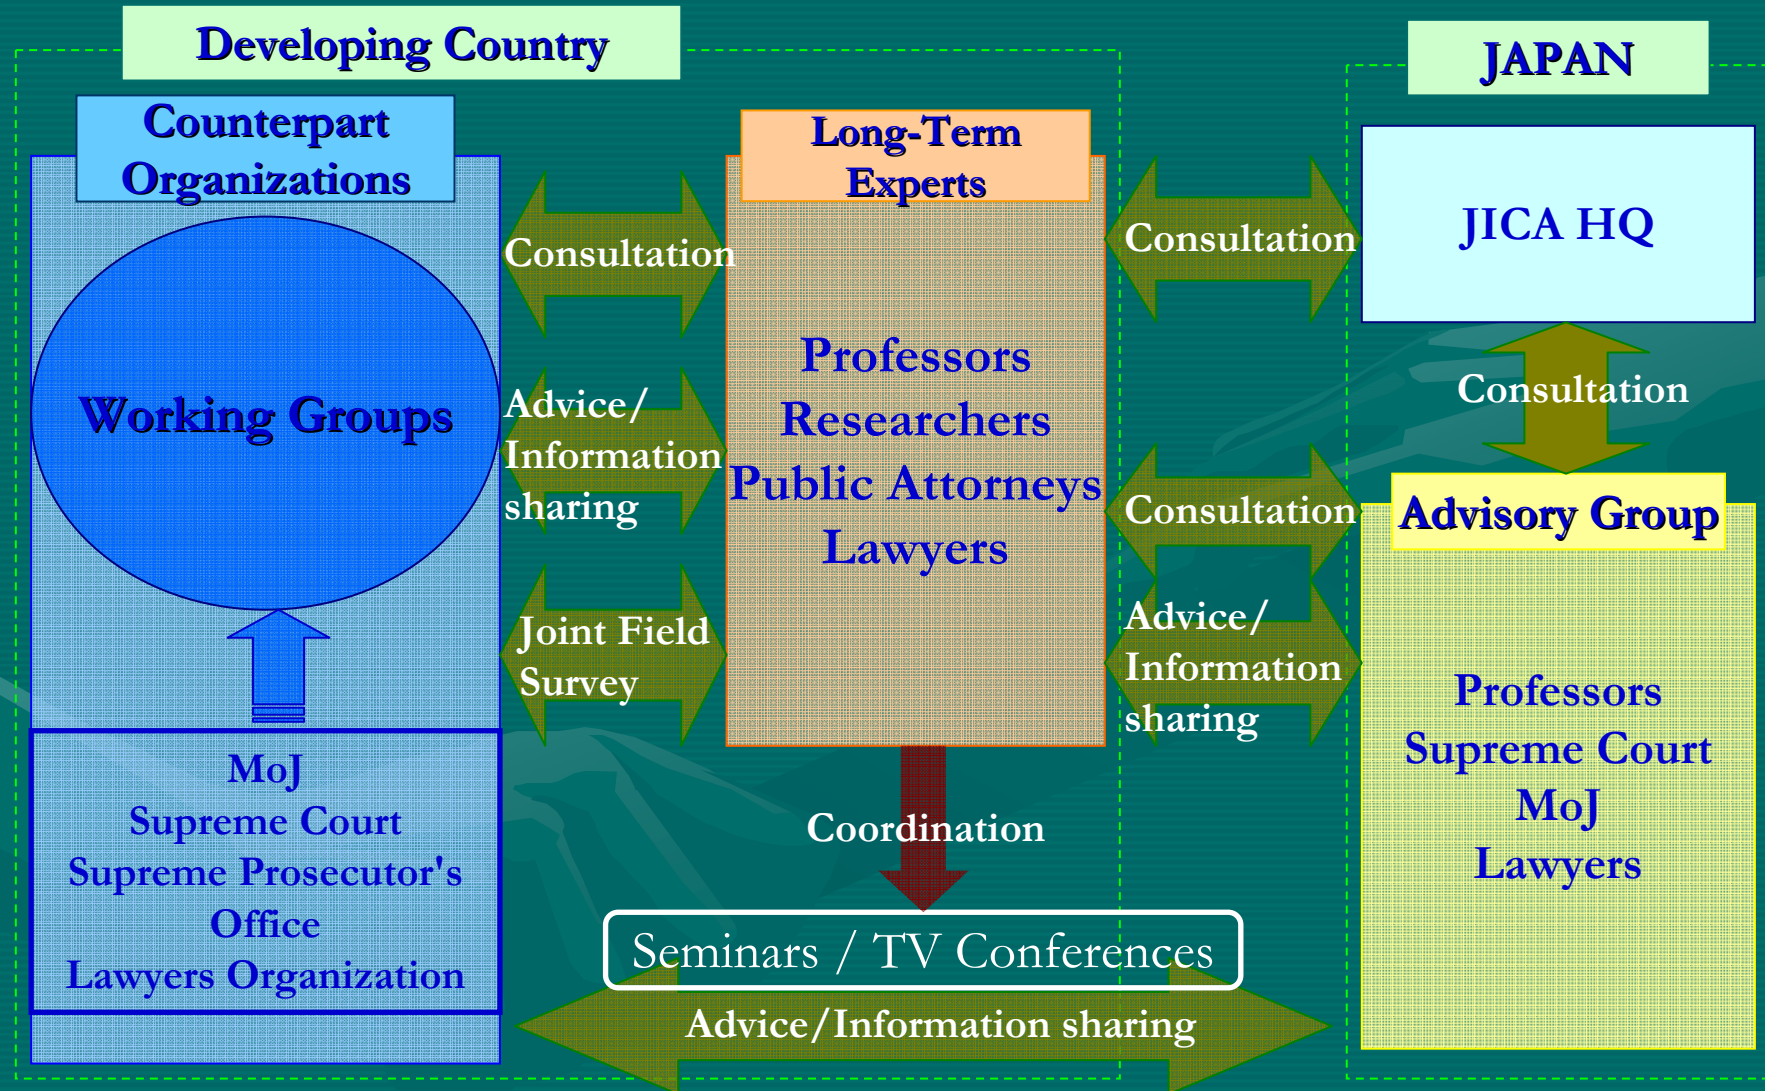 Developing Country
JAPAN
Counterpart
Organizations
Long-Term
Experts
JICA HQ
Consultation
Consultation
Working Groups
Advice/
Information
sharing
Professors
Researchers
Public Attorneys
Lawyers
Consultation
Consultation
Advisory Group
Joint Field
Survey
Advice/
Information
sharing
Professors
Supreme Court
MoJ
Lawyers
MoJ
Supreme Court
Supreme Prosecutor's
Office
Lawyers Organization
Coordination
Seminars / TV Conferences
Advice/Information sharing